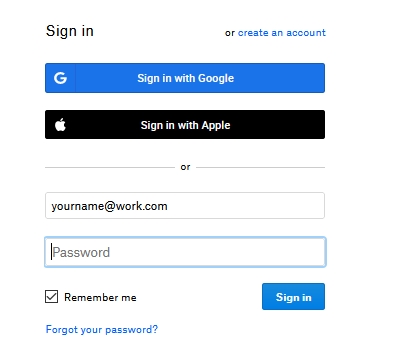 Sign in or create an account
G Sign in with Google
Sign in with Apple
or
yourname@work.com
Password
Remember me Sign in
Forgot your password?